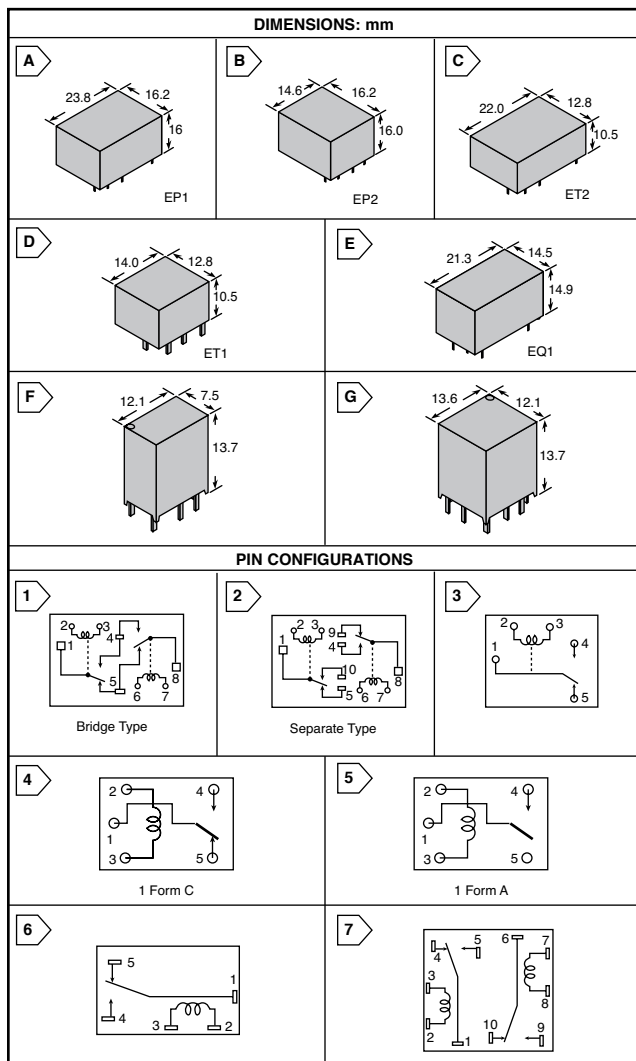 DIMENSIONS: mm
A
23.8
16.2
16
EP1
B
14.6
16.2
16.0
EP2
C
22.0
12.8
10.5
ET2
D
14.0
12.8
10.5
ET1
E
21.3
14.5
14.9
EQ1
F
12.1
7.5
13.7
G
13.6
12.1
13.7
PIN CONFIGURATIONS
1
2 3 4
1
5
6 7 8
Bridge Type
2
2 3 9
1 4
10
5 6 7 8
Separate Type
3
2 3
1 4
5
4
2 4
1
3 5
1 Form C
5
2 4
1
3 5
1 Form A
6
5
1
4 3 2
7
4 5 6 7
3
8
2 1 10 9